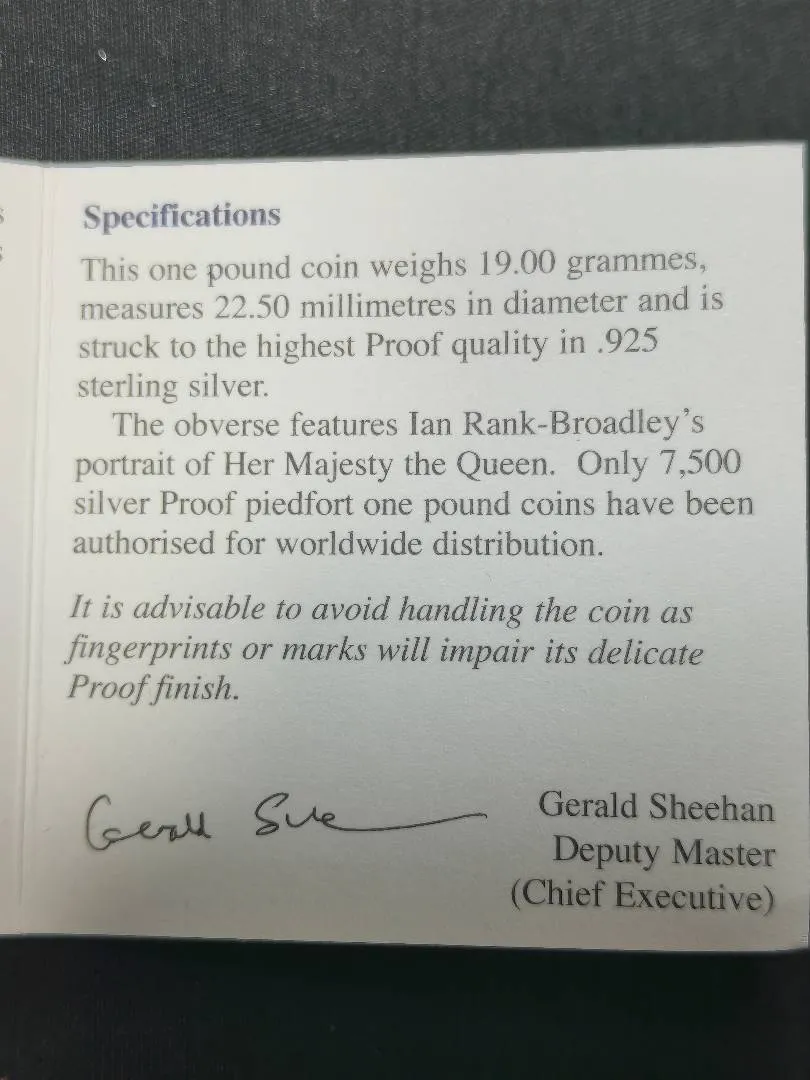 Specifications
This one pound coin weighs 19.00 grammes,
measures 22.50 millimetres in diameter and is
struck to the highest Proof quality in .925
sterling silver.
The obverse features Ian Rank-Broadley's
portrait of Her Majesty the Queen. Only 7,500
silver Proof piedfort one pound coins have been
authorised for worldwide distribution.
It is advisable to avoid handling the coin as
fingerprints or marks will impair its delicate
Proof finish.
Gerald Sheehan
Deputy Master
(Chief Executive)